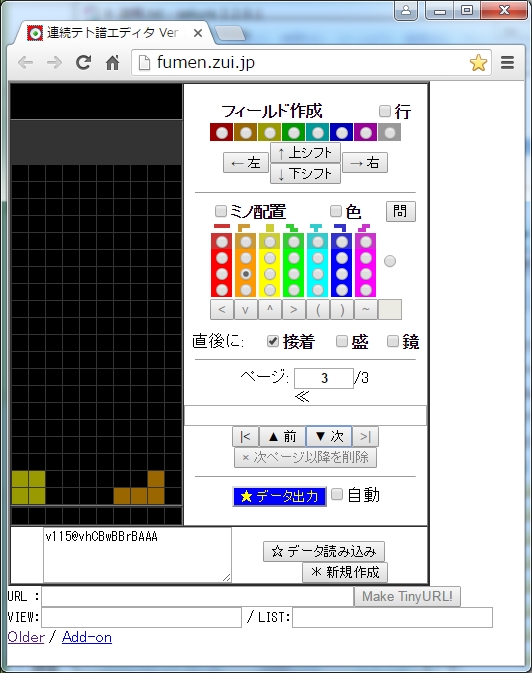 連続テト譜エディタ Ver
fumen.zui.jp
フィールド作成 行
← 左 ↑ 上シフト → 右
↓ 下シフト
ミノ配置 色 問
< v ^ > ( ) ~
直後に: 接着 盛 鏡
ページ: 3 /3
≪
|< ▲ 前 ▼ 次 >|
× 次ページ以降を削除
★ データ出力 自動
v115@vhCBwBBrBAAA
☆ データ読み込み
＊ 新規作成
URL : Make TinyURL!
VIEW: / LIST:
Older / Add-on